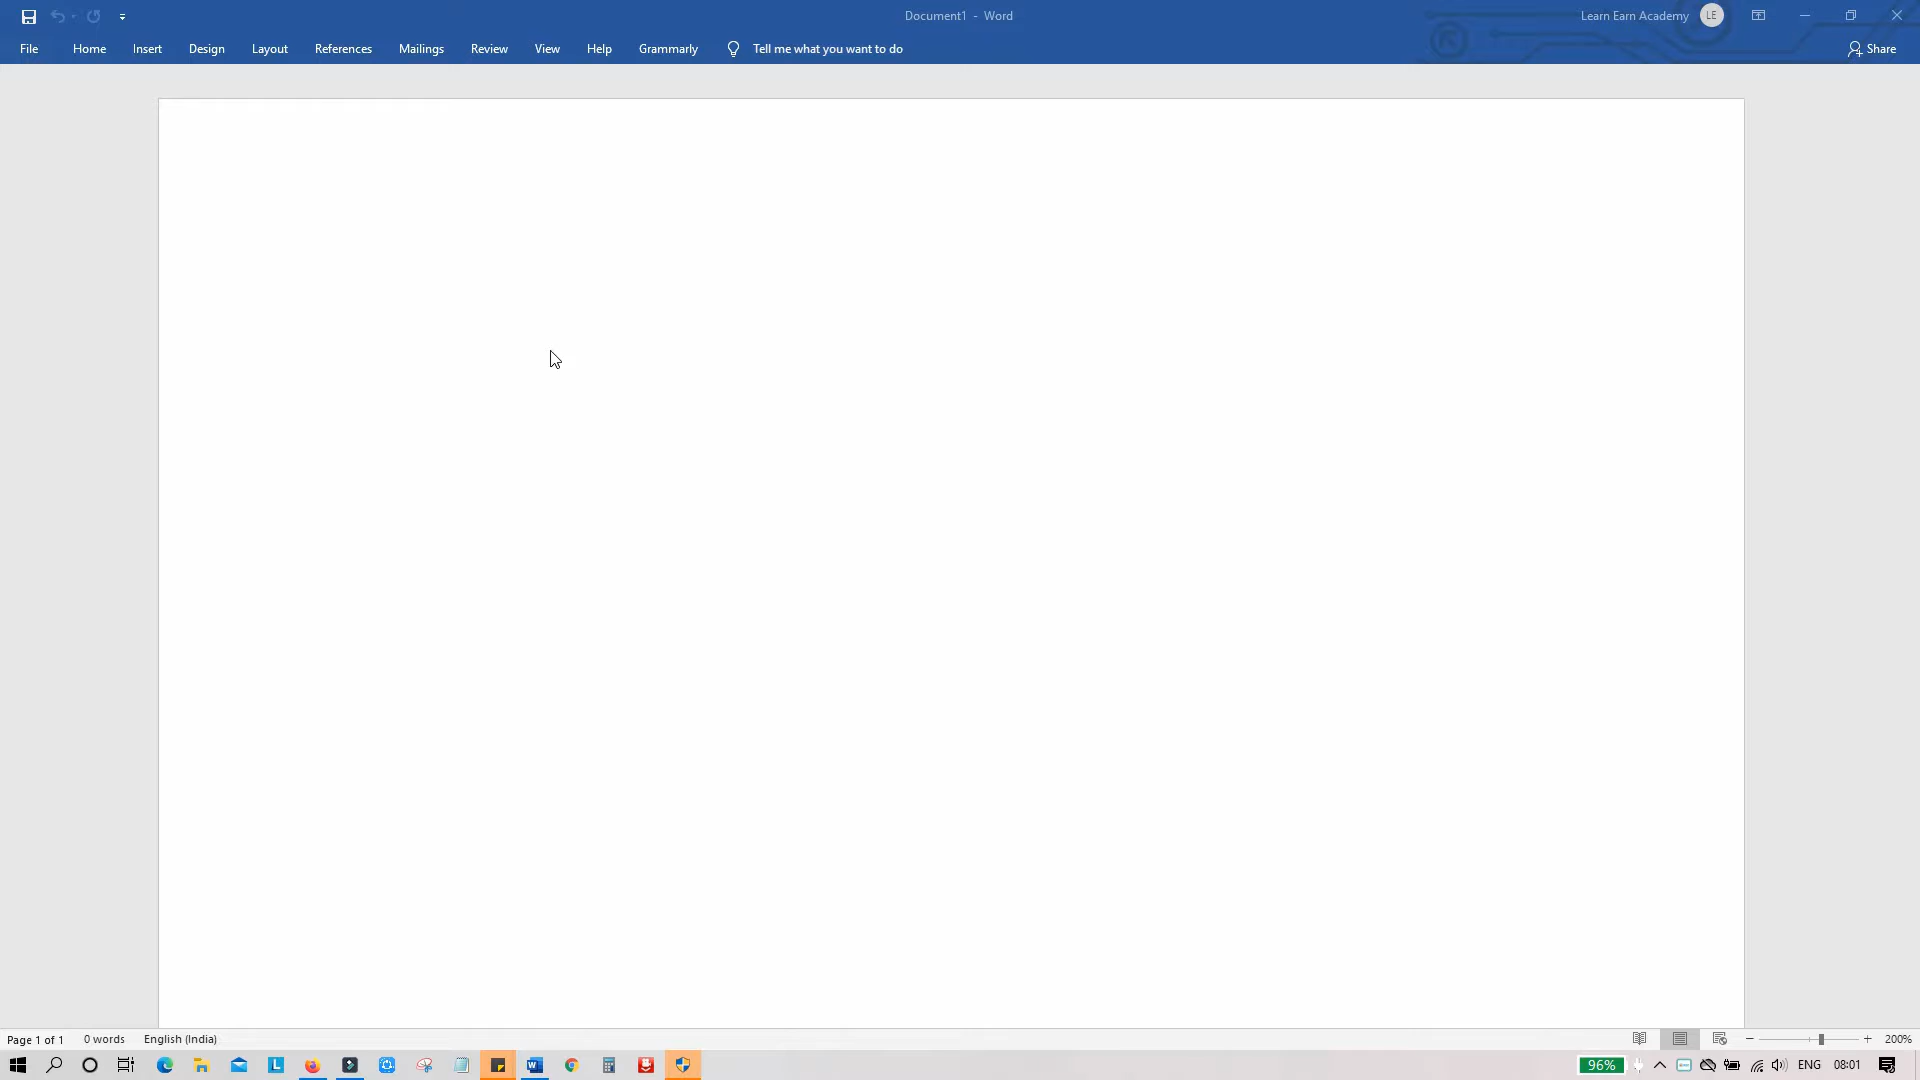 Document1 - Word
Learn Earn Academy
LE
File
Home
Insert
Design
Layout
References
Mailings
Review
View
Help
Grammarly
Tell me what you want to do
Share
Page 1 of 1
0 words
English (India)
200%
L
W
96%
ENG
08:01